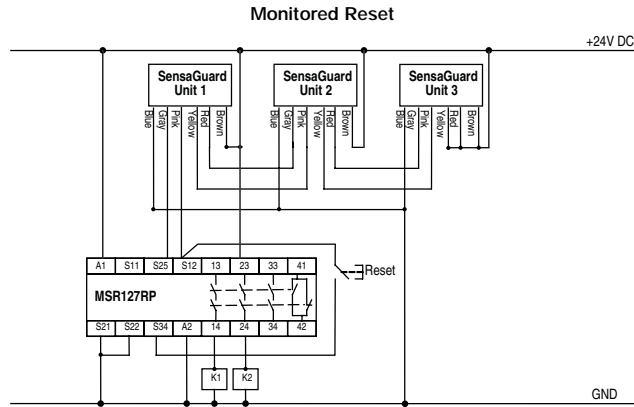 Monitored Reset
+24V DC
SensaGuard
Unit 1
SensaGuard
Unit 2
SensaGuard
Unit 3
Blue
Gray
Pink
Yellow
Red
Brown
Blue
Gray
Pink
Yellow
Red
Brown
Blue
Gray
Pink
Yellow
Red
Brown
A1 S11 S25 S12 13 23 33 41
Reset
MSR127RP
S21 S22 S34 A2 14 24 34 42
K1 K2
GND